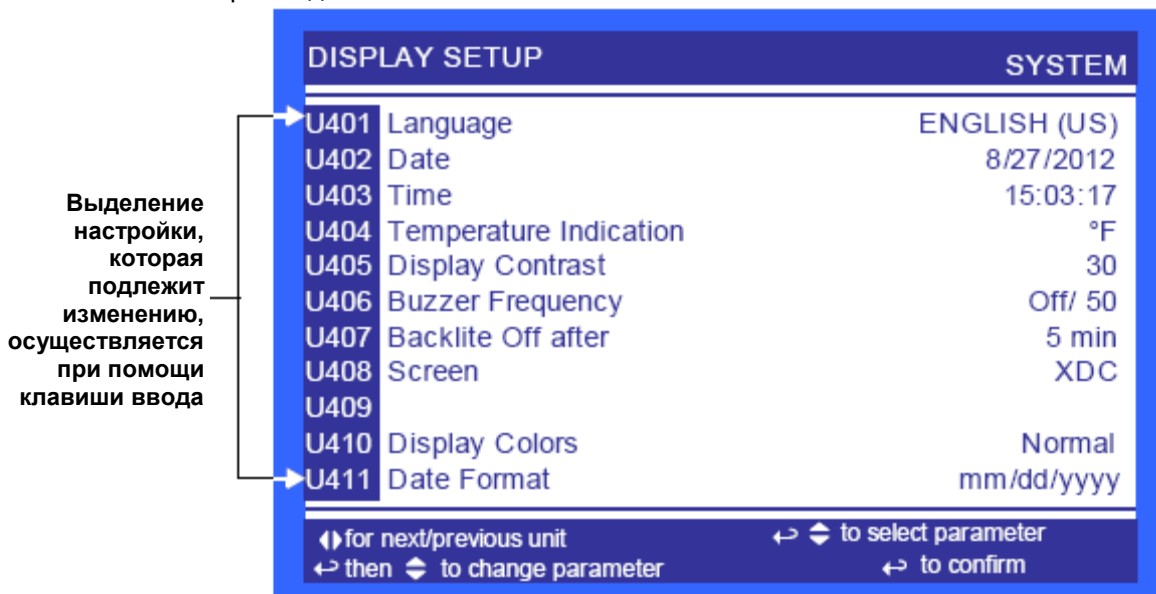 DISPLAY SETUP
SYSTEM
U401 Language ENGLISH (US)
U402 Date 8/27/2012
U403 Time 15:03:17
U404 Temperature Indication °F
U405 Display Contrast 30
U406 Buzzer Frequency Off/ 50
U407 Backlite Off after 5 min
U408 Screen XDC
U409
U410 Display Colors Normal
U411 Date Format mm/dd/yyyy
for next/previous unit
to select parameter
then to change parameter
to confirm
Выделение
настройки,
которая
подлежит
изменению,
осуществляется
при помощи
клавиши ввода